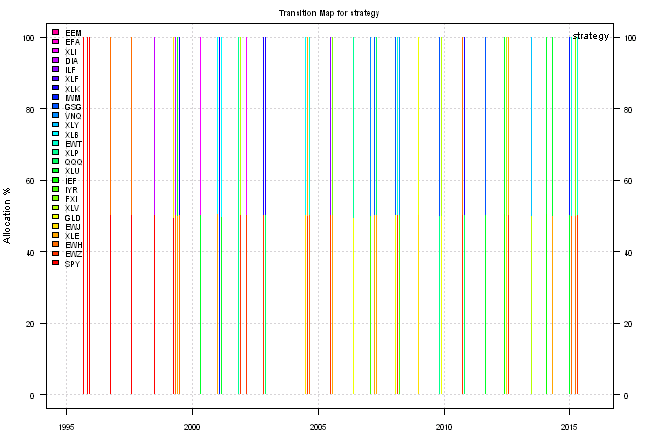 Transition Map for strategy
strategy
Allocation %
100
80
60
40
20
0
100
80
60
40
20
0
EEM
EFA
XLI
DIA
ILF
XLF
XLK
IWM
GSG
VNQ
XLY
XLB
EWT
XLP
QQQ
XLU
IEF
IYR
FXI
XLV
GLD
EWJ
XLE
EWH
EWZ
SPY
1995
2000
2005
2010
2015